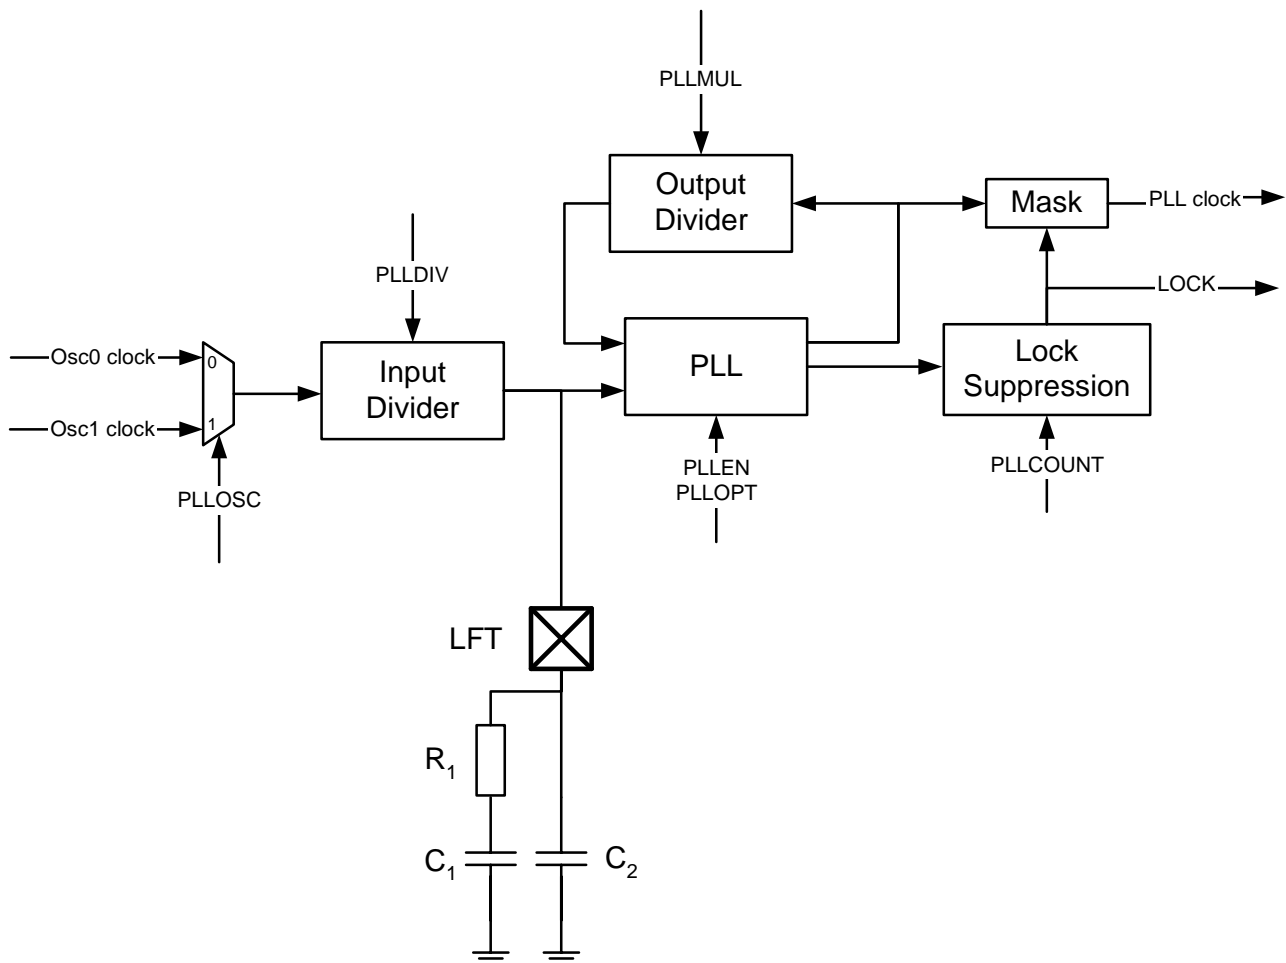 PLLMUL
Output
Divider
Mask
PLL clock
PLLDIV
LOCK
Osc0 clock
0
Input
Divider
PLL
Lock
Suppression
Osc1 clock
1
PLLOSC
PLLEN
PLLOPT
PLLCOUNT
LFT
R1
C1
C2